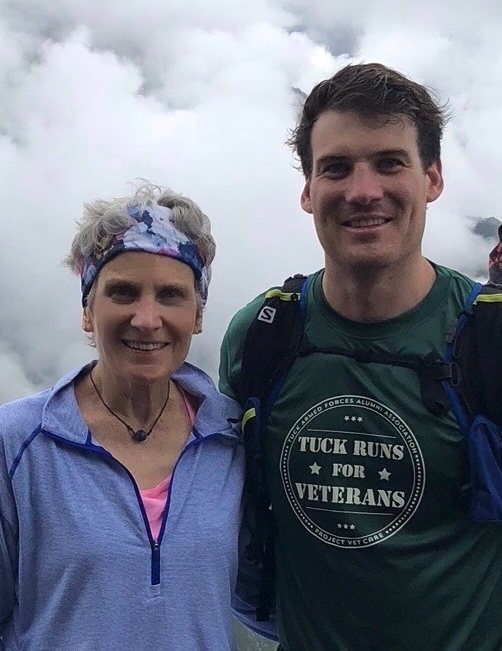 TUCK ARMED FORCES ALUMNI ASSOCIATION
TUCK RUNS
FOR
VETERANS
PROJECT VET CARE